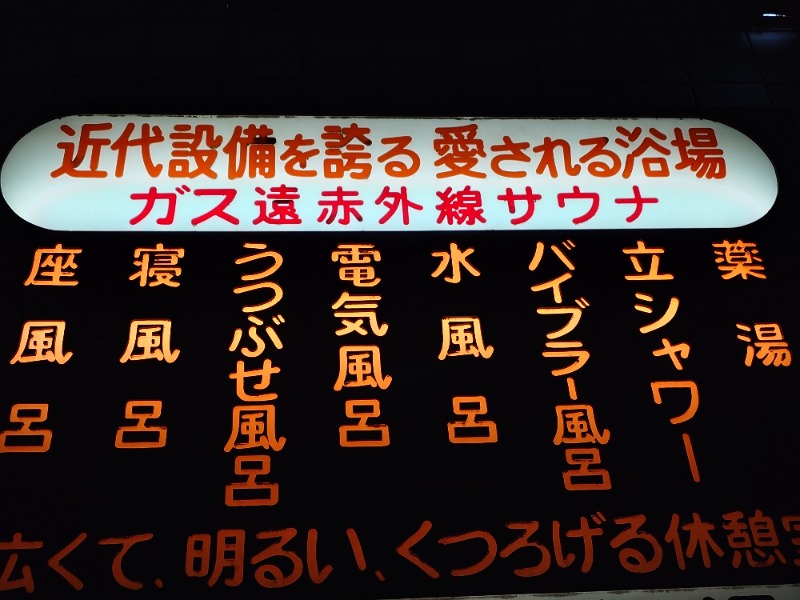 近代設備を誇る 愛される浴場
ガス遠赤外線サウナ
薬湯
立シャワー
バイブラー風呂
水風呂
電気風呂
うつぶせ風呂
寝風呂
座風呂
広くて、明るい、くつろげる休憩室